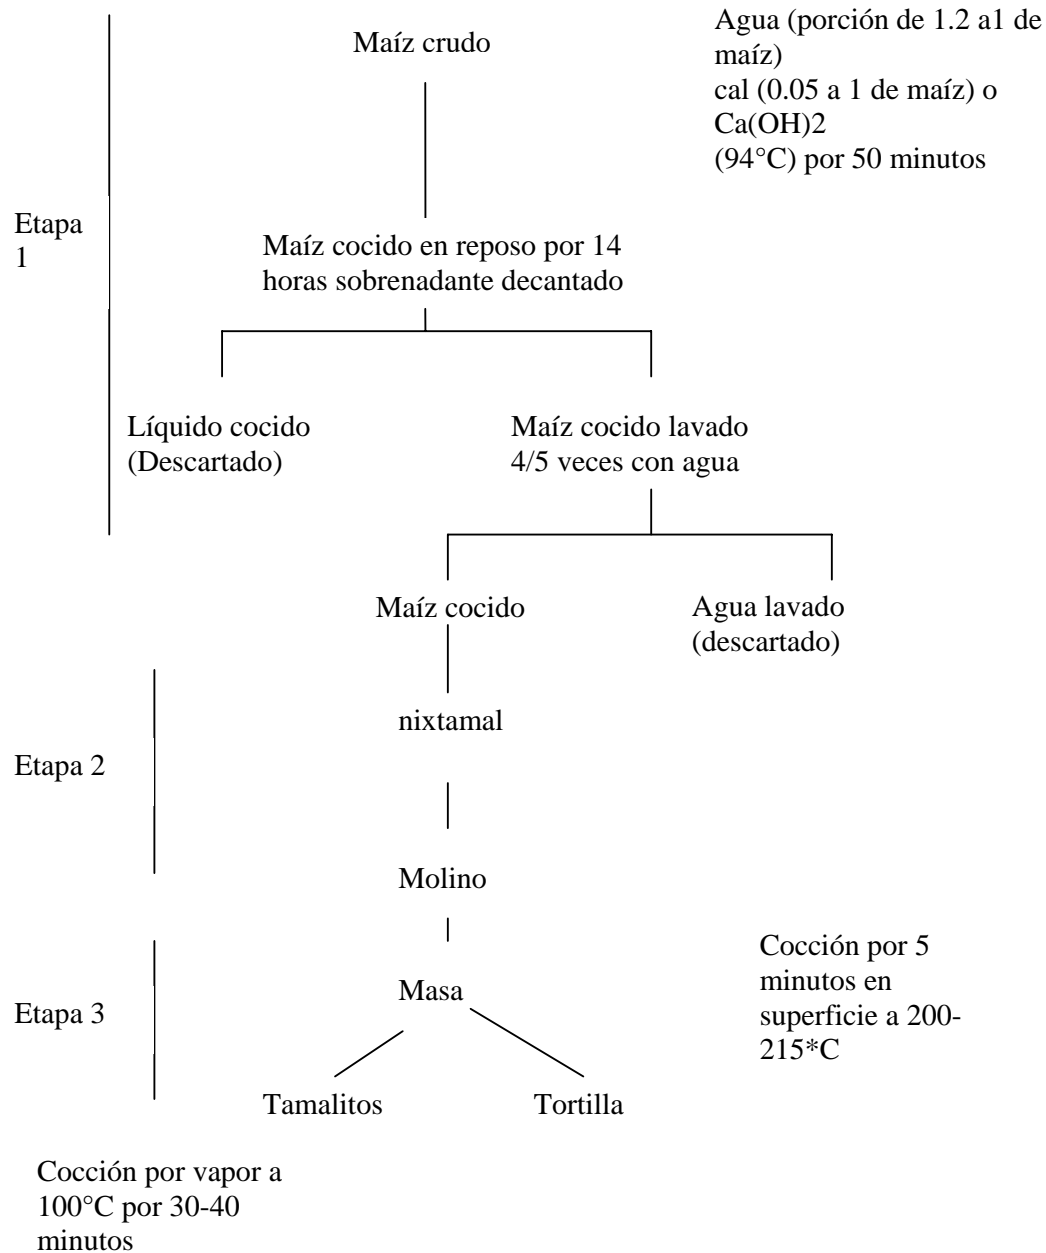 Maíz crudo
Agua (porción de 1.2 a1 de
maíz)
cal (0.05 a 1 de maíz) o
Ca(OH)2
(94°C) por 50 minutos
Etapa
1
Maíz cocido en reposo por 14
horas sobrenadante decantado
Líquido cocido
(Descartado)
Maíz cocido lavado
4/5 veces con agua
Maíz cocido
Agua lavado
(descartado)
nixtamal
Etapa 2
Molino
Cocción por 5
minutos en
superficie a 200-
215*C
Masa
Etapa 3
Tamalitos
Tortilla
Cocción por vapor a
100°C por 30-40
minutos